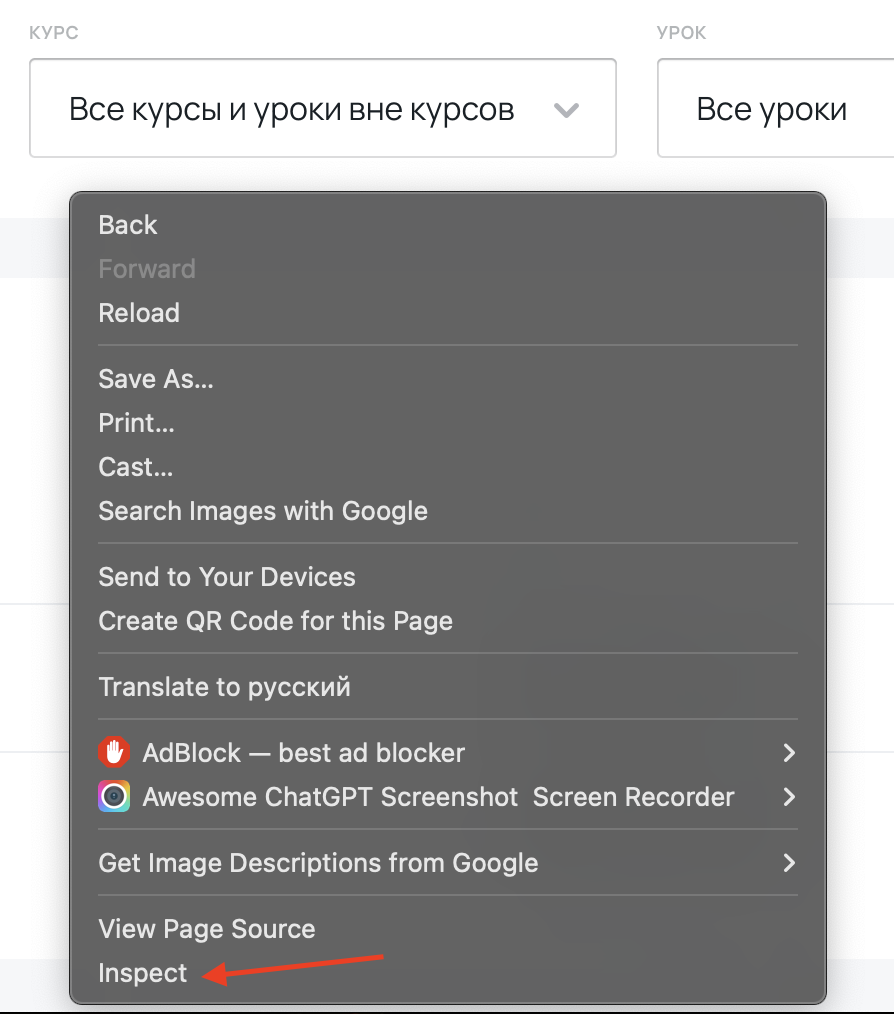 КУРС
УРОК
Все курсы и уроки вне курсов
Все уроки
Back
Forward
Reload
Save As...
Print...
Cast...
Search Images with Google
Send to Your Devices
Create QR Code for this Page
Translate to русский
AdBlock — best ad blocker
Awesome ChatGPT Screenshot  Screen Recorder
Get Image Descriptions from Google
View Page Source
Inspect